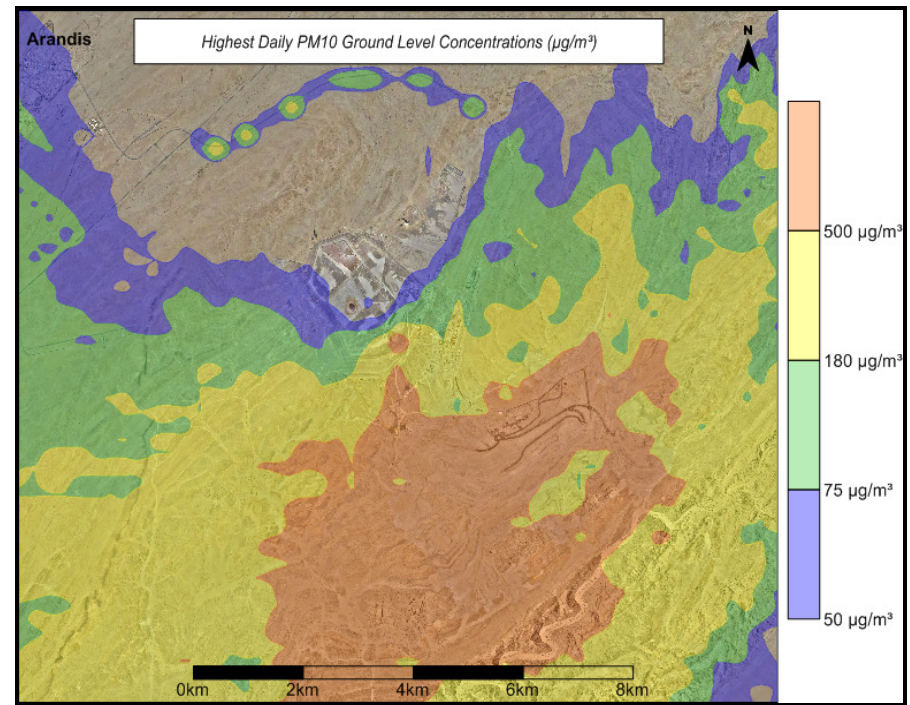 Arandis
Highest Daily PM10 Ground Level Concentrations (µg/m³)
N
500 µg/m³
180 µg/m³
75 µg/m³
50 µg/m³
0km 2km 4km 6km 8km